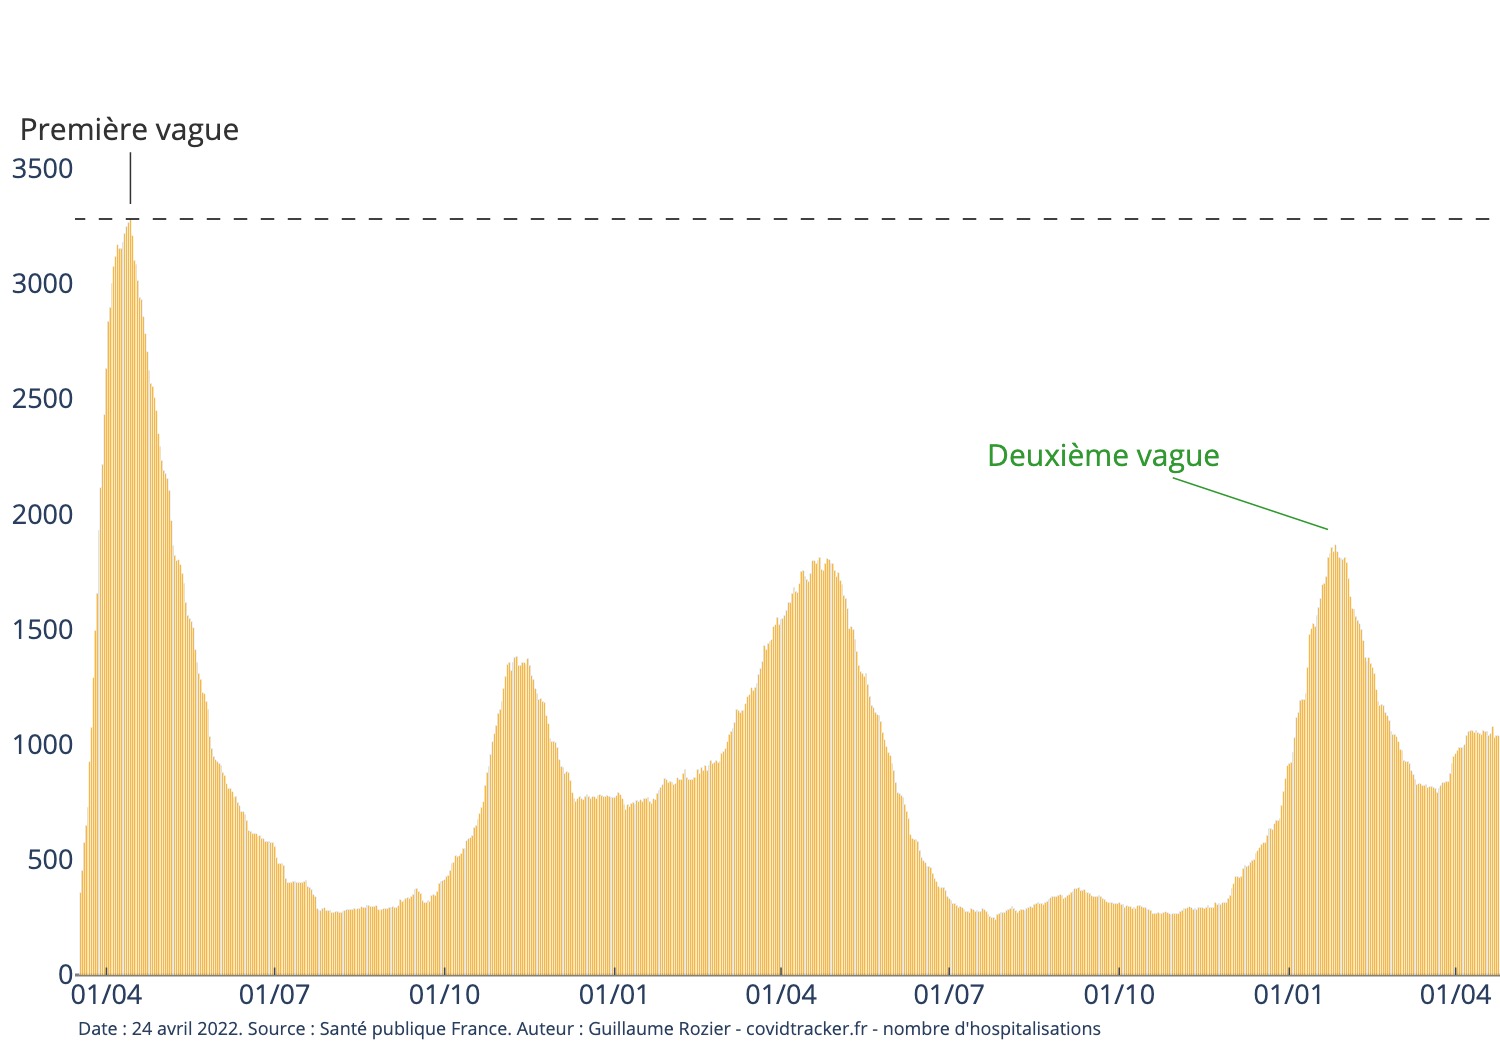 Première vague
3500
3000
2500
Deuxième vague
2000
1500
1000
500
0
01/04 01/07 01/10 01/01 01/04 01/07 01/10 01/01 01/04
Date : 24 avril 2022. Source : Santé publique France. Auteur : Guillaume Rozier - covidtracker.fr - nombre d'hospitalisations